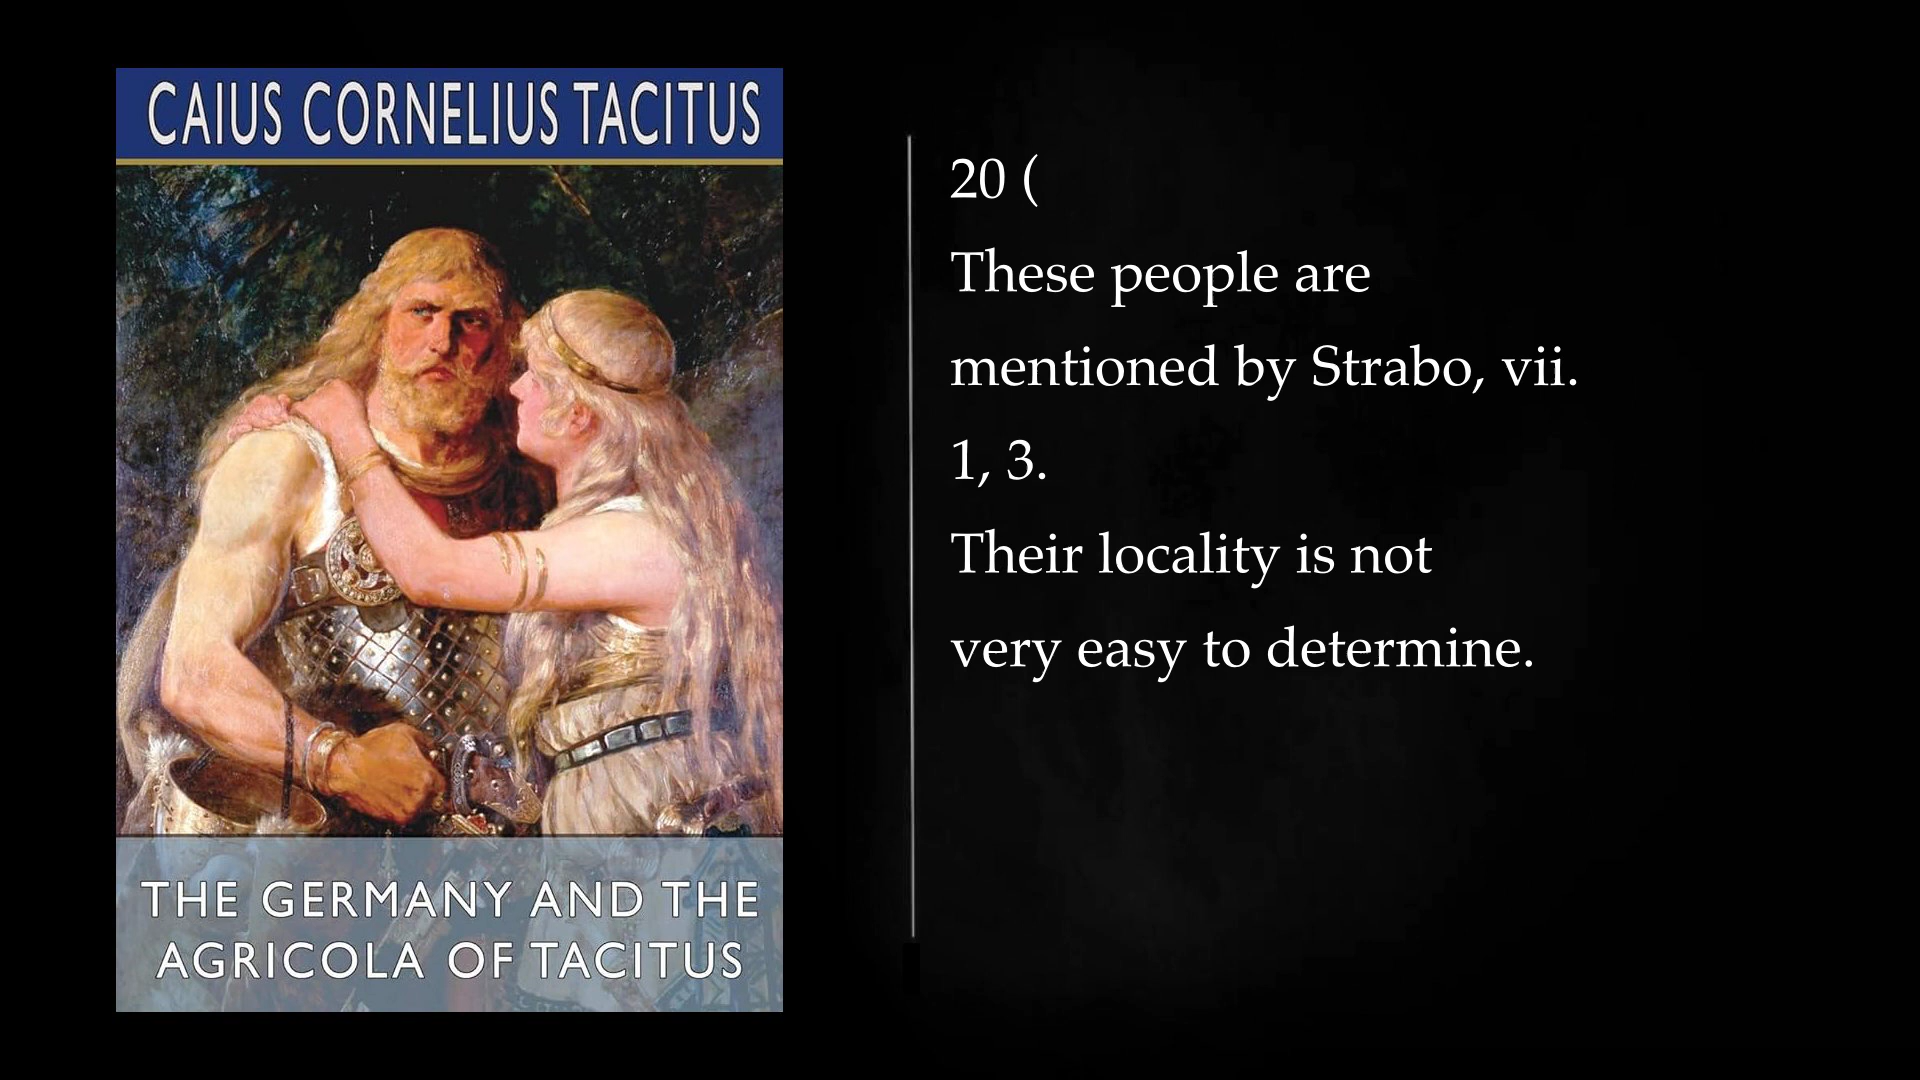 CAIUS CORNELIUS TACITUS
THE GERMANY AND THE
AGRICOLA OF TACITUS
20 (
These people are
mentioned by Strabo, vii.
1, 3.
Their locality is not
very easy to determine.